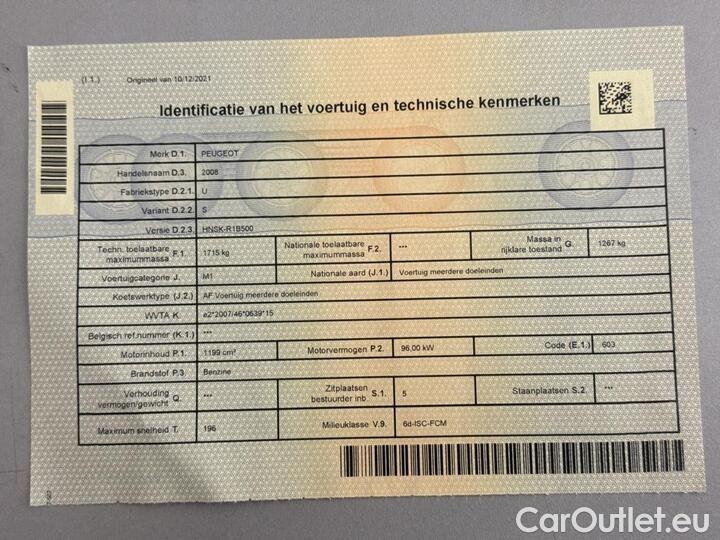 (I 1.) Origineel van 10/12/2021
Identificatie van het voertuig en technische kenmerken
Merk D.1. PEUGEOT
Handelsnaam D.3. 2008
Fabriekstype D.2.1. U
Variant D.2.2. S
Versie D.2.3. HNSK-R1B500
Techn. toelaatbare maximummassa F.1. 1715 kg Nationale toelaatbare maximummassa F.2. *** Massa in rijklare toestand G. 1267 kg
Voertuigcategorie J. M1 Nationale aard (J.1.) Voertuig meerdere doeleinden
Koetswerktype (J.2.) AF Voertuig meerdere doeleinden
WVTA K. e2*2007/46*0639*15
Belgisch ref.nummer (K.1.) ***
Motorinhoud P.1. 1199 cm³ Motorvermogen P.2. 96,00 kW Code (E.1.) 603
Brandstof P.3. Benzine
Verhouding vermogen/gewicht Q. *** Zitplaatsen bestuurder inb. S.1. 5 Staanplaatsen S.2. ***
Maximum snelheid T. 196 Milieuklasse V.9. 6d-ISC-FCM
CarOutlet.eu